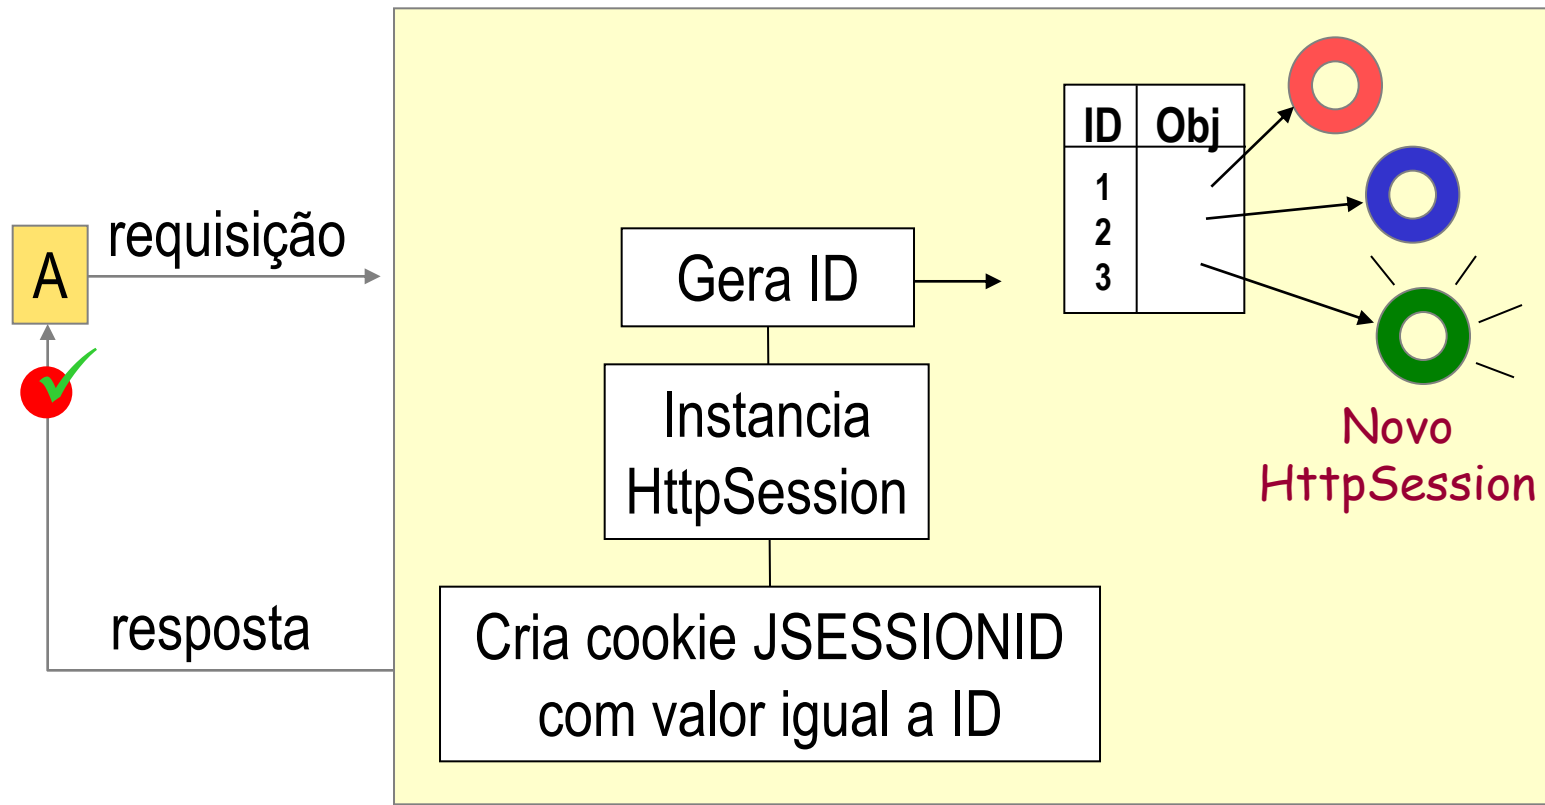 requisição
A
resposta
Gera ID
Instancia
HttpSession
Cria cookie JSESSIONID
com valor igual a ID
ID Obj
1
2
3
Novo
HttpSession